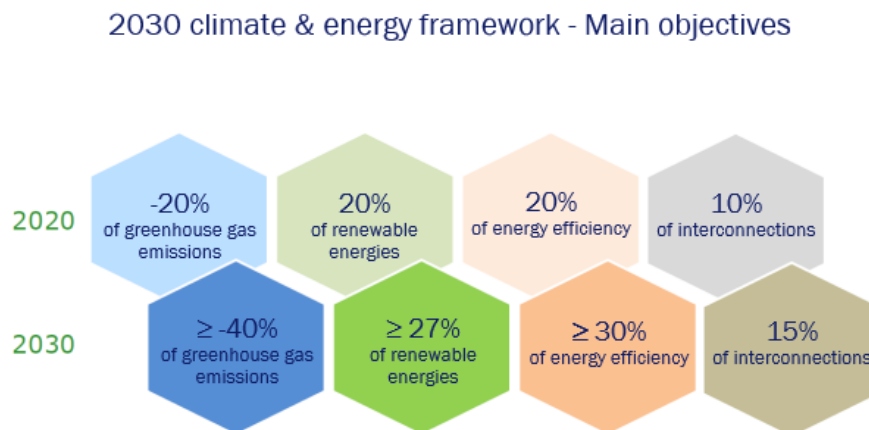 2030 climate & energy framework - Main objectives
2020
-20%
of greenhouse gas
emissions
20%
of renewable
energies
20%
of energy efficiency
10%
of interconnections
2030
≥ -40%
of greenhouse gas
emissions
≥ 27%
of renewable
energies
≥ 30%
of energy efficiency
15%
of interconnections